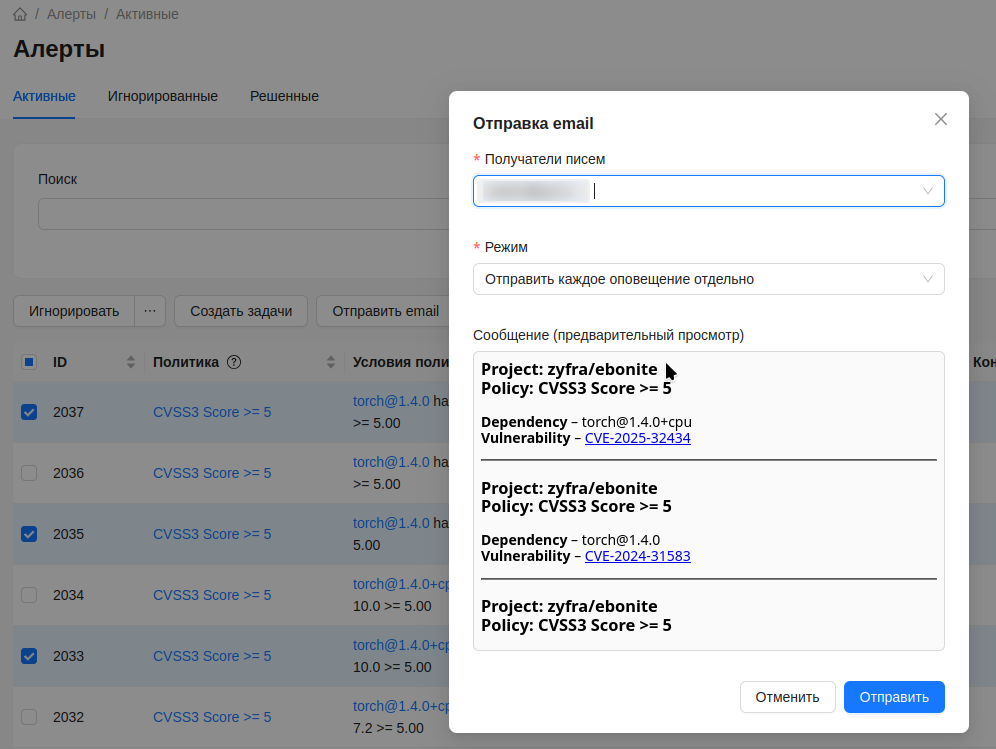 / Алерты / Активные
Алерты
Активные Игнорированные Решенные
Поиск
Игнорировать ··· Создать задачи Отправить email
ID Политика ? Условия поли Кон
2037 CVSS3 Score >= 5 torch@1.4.0 ha
>= 5.00
2036 CVSS3 Score >= 5 torch@1.4.0 ha
>= 5.00
2035 CVSS3 Score >= 5 torch@1.4.0 ha
5.00
2034 CVSS3 Score >= 5 torch@1.4.0+cp
10.0 >= 5.00
2033 CVSS3 Score >= 5 torch@1.4.0+cp
10.0 >= 5.00
2032 CVSS3 Score >= 5 torch@1.4.0+cp
7.2 >= 5.00
Отправка email
* Получатели писем
* Режим
Отправить каждое оповещение отдельно
Сообщение (предварительный просмотр)
Project: zyfra/ebonite
Policy: CVSS3 Score >= 5
Dependency – torch@1.4.0+cpu
Vulnerability – CVE-2025-32434
Project: zyfra/ebonite
Policy: CVSS3 Score >= 5
Dependency – torch@1.4.0
Vulnerability – CVE-2024-31583
Project: zyfra/ebonite
Policy: CVSS3 Score >= 5
Отменить Отправить